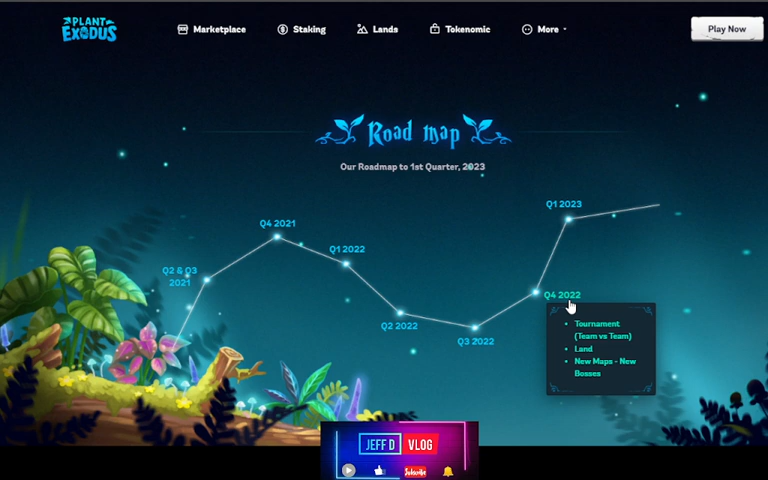 PLANT
EXODUS
Marketplace
Staking
Lands
Tokenomic
More
Play Now
Road map
Our Roadmap to 1st Quarter, 2023
Q1 2023
Q4 2021
Q1 2022
Q2 & Q3
2021
Q4 2022
Q2 2022
Q3 2022
• Tournament
(Team vs Team)
• Land
• New Maps - New
Bosses
JEFF D VLOG
Subscribe